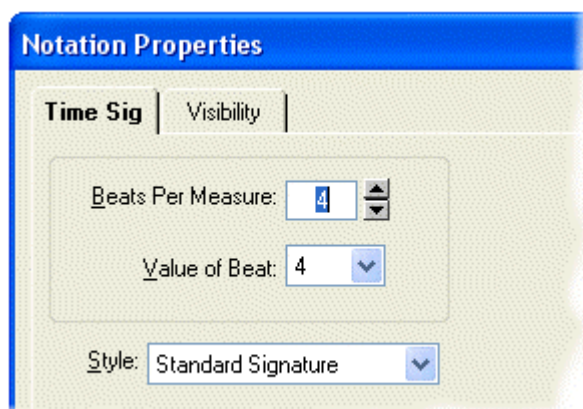 Notation Properties
Time Sig Visibility
Beats Per Measure: 4
Value of Beat: 4
Style: Standard Signature